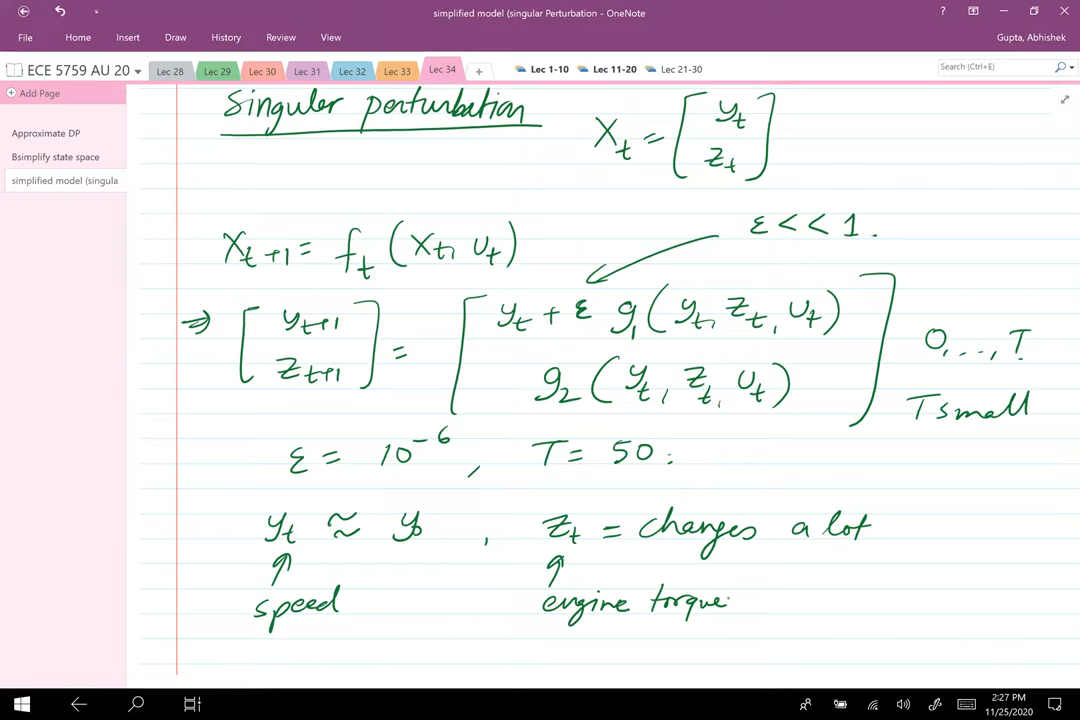 simplified model (singular Perturbation - OneNote
File Home Insert Draw History Review View
Gupta, Abhishek
ECE 5759 AU 20
Lec 28 Lec 29 Lec 30 Lec 31 Lec 32 Lec 33 Lec 34 + Lec 1-10 Lec 11-20 Lec 21-30
Search (Ctrl+E)
Add Page
Approximate DP
Bsimplify state space
simplified model (singula
Singular perturbation
X_t = [ y_t
z_t ]
ε << 1.
X_{t+1} = f_t (X_t, U_t)
⇒ [ y_{t+1}
z_{t+1} ] = [ y_t + ε g_1 (y_t, z_t, U_t)
g_2 (y_t, z_t, U_t) ]
0, ..., T
T small
ε = 10^{-6}, T = 50.
y_t ≈ y_0, z_t = changes a lot
↑ ↑
speed engine torque
2:27 PM
11/25/2020